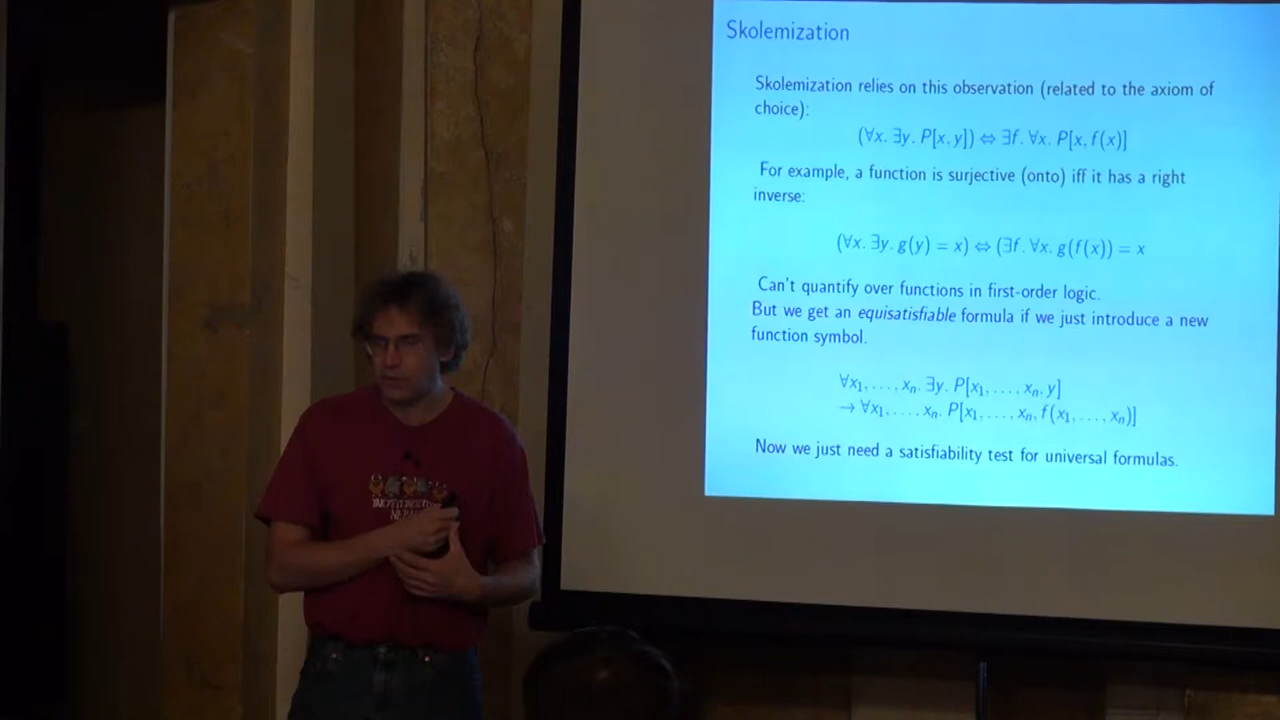 Skolemization
Skolemization relies on this observation (related to the axiom of
choice):
(∀x. ∃y. P[x, y]) ⇔ ∃f. ∀x. P[x, f(x)]
For example, a function is surjective (onto) iff it has a right
inverse:
(∀x. ∃y. g(y) = x) ⇔ (∃f. ∀x. g(f(x)) = x
Can't quantify over functions in first-order logic.
But we get an equisatisfiable formula if we just introduce a new
function symbol.
∀x₁, . . . , xₙ. ∃y. P[x₁, . . . , xₙ, y]
→ ∀x₁, . . . , xₙ. P[x₁, . . . , xₙ, f(x₁, . . . , xₙ)]
Now we just need a satisfiability test for universal formulas.